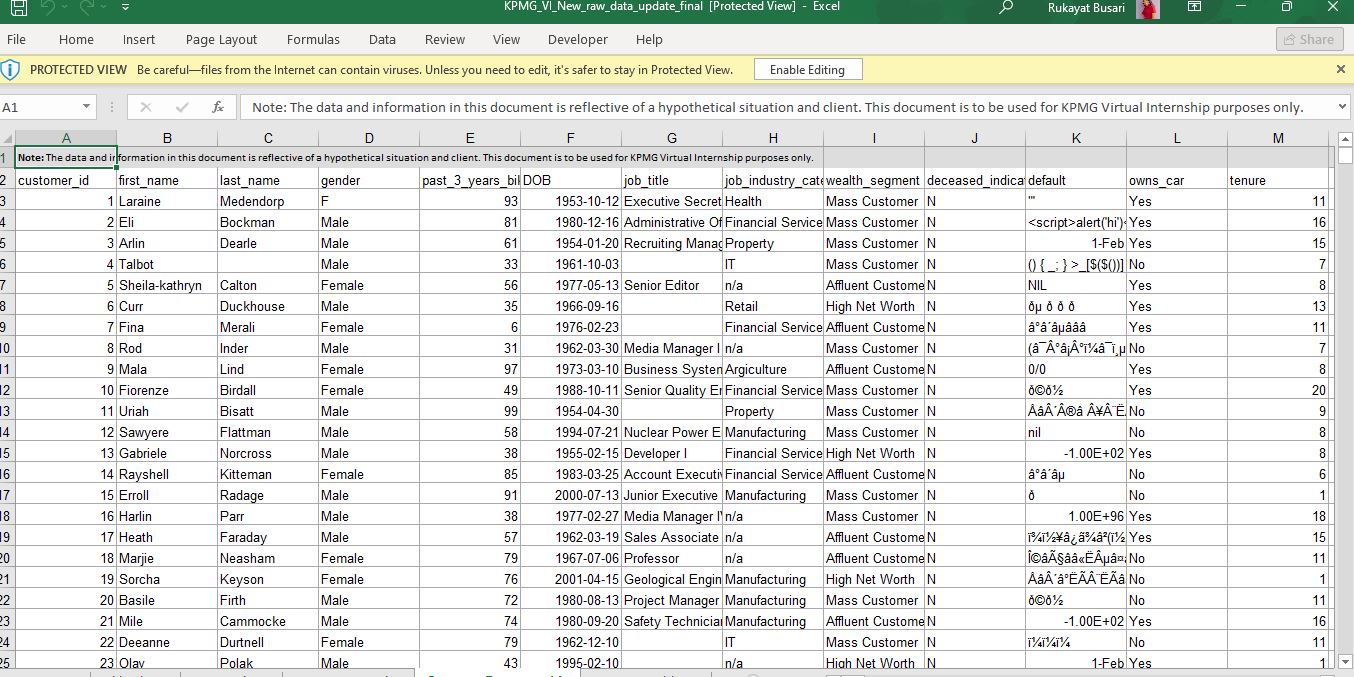 KPMG_VI_New_raw_data_update_final [Protected View] - Excel Rukayat Busari
File Home Insert Page Layout Formulas Data Review View Developer Help Share
PROTECTED VIEW Be careful—files from the Internet can contain viruses. Unless you need to edit, it's safer to stay in Protected View. Enable Editing
A1 fx Note: The data and information in this document is reflective of a hypothetical situation and client. This document is to be used for KPMG Virtual Internship purposes only.
A B C D E F G H I J K L M
1 Note: The data and information in this document is reflective of a hypothetical situation and client. This document is to be used for KPMG Virtual Internship purposes only.
2 customer_id first_name last_name gender past_3_years_bi DOB job_title job_industry_cate wealth_segment deceased_indica default owns_car tenure
3 1 Laraine Medendorp F 93 1953-10-12 Executive Secret Health Mass Customer N "' Yes 11
4 2 Eli Bockman Male 81 1980-12-16 Administrative Of Financial Service Mass Customer N <script>alert('hi')< Yes 16
5 3 Arlin Dearle Male 61 1954-01-20 Recruiting Manag Property Mass Customer N 1-Feb Yes 15
6 4 Talbot Male 33 1961-10-03 IT Mass Customer N () { _; } >_[$($())] No 7
7 5 Sheila-kathryn Calton Female 56 1977-05-13 Senior Editor n/a Affluent Custome N NIL Yes 8
8 6 Curr Duckhouse Male 35 1966-09-16 Retail High Net Worth N ðµ ð ð ð Yes 13
9 7 Fina Merali Female 6 1976-02-23 Financial Service Affluent Custome N â°â´âµâââ Yes 11
10 8 Rod Inder Male 31 1962-03-30 Media Manager I n/a Mass Customer N (â¯Â°â¡Â°ï¼â¯ï¸µ No 7
11 9 Mala Lind Female 97 1973-03-10 Business System Argiculture Affluent Custome N 0/0 Yes 8
12 10 Fiorenze Birdall Female 49 1988-10-11 Senior Quality E Financial Service Mass Customer N ð©ð½ Yes 20
13 11 Uriah Bisatt Male 99 1954-04-30 Property Mass Customer N ÅâÂ´Â®â Â¥Â¨Ë No 9
14 12 Sawyere Flattman Male 58 1994-07-21 Nuclear Power E Manufacturing Mass Customer N nil No 8
15 13 Gabriele Norcross Male 38 1955-02-15 Developer I Financial Service High Net Worth N -1.00E+02 Yes 8
16 14 Rayshell Kitteman Female 85 1983-03-25 Account Executi Financial Service Affluent Custome N â°â´âµ No 6
17 15 Erroll Radage Male 91 2000-07-13 Junior Executive Manufacturing Mass Customer N ð No 1
18 16 Harlin Parr Male 38 1977-02-27 Media Manager I n/a Mass Customer N 1.00E+96 Yes 18
19 17 Heath Faraday Male 57 1962-03-19 Sales Associate n/a Affluent Custome N Yes 15
20 18 Marjie Neasham Female 79 1967-07-06 Professor n/a Affluent Custome N No 11
21 19 Sorcha Keyson Female 76 2001-04-15 Geological Engin Manufacturing High Net Worth N No 1
22 20 Basile Firth Male 72 1980-08-13 Project Manager Manufacturing Mass Customer N ð©ð½ No 11
23 21 Mile Cammocke Male 74 1980-09-20 Safety Technician Manufacturing Affluent Custome N -1.00E+02 Yes 16
24 22 Deeanne Durtnell Female 79 1962-12-10 IT Mass Customer N ï¼ï¼ï¼ No 11
25 23 Olav Polak Male 43 1995-02-10 n/a High Net Worth N 1-Feb Yes 1